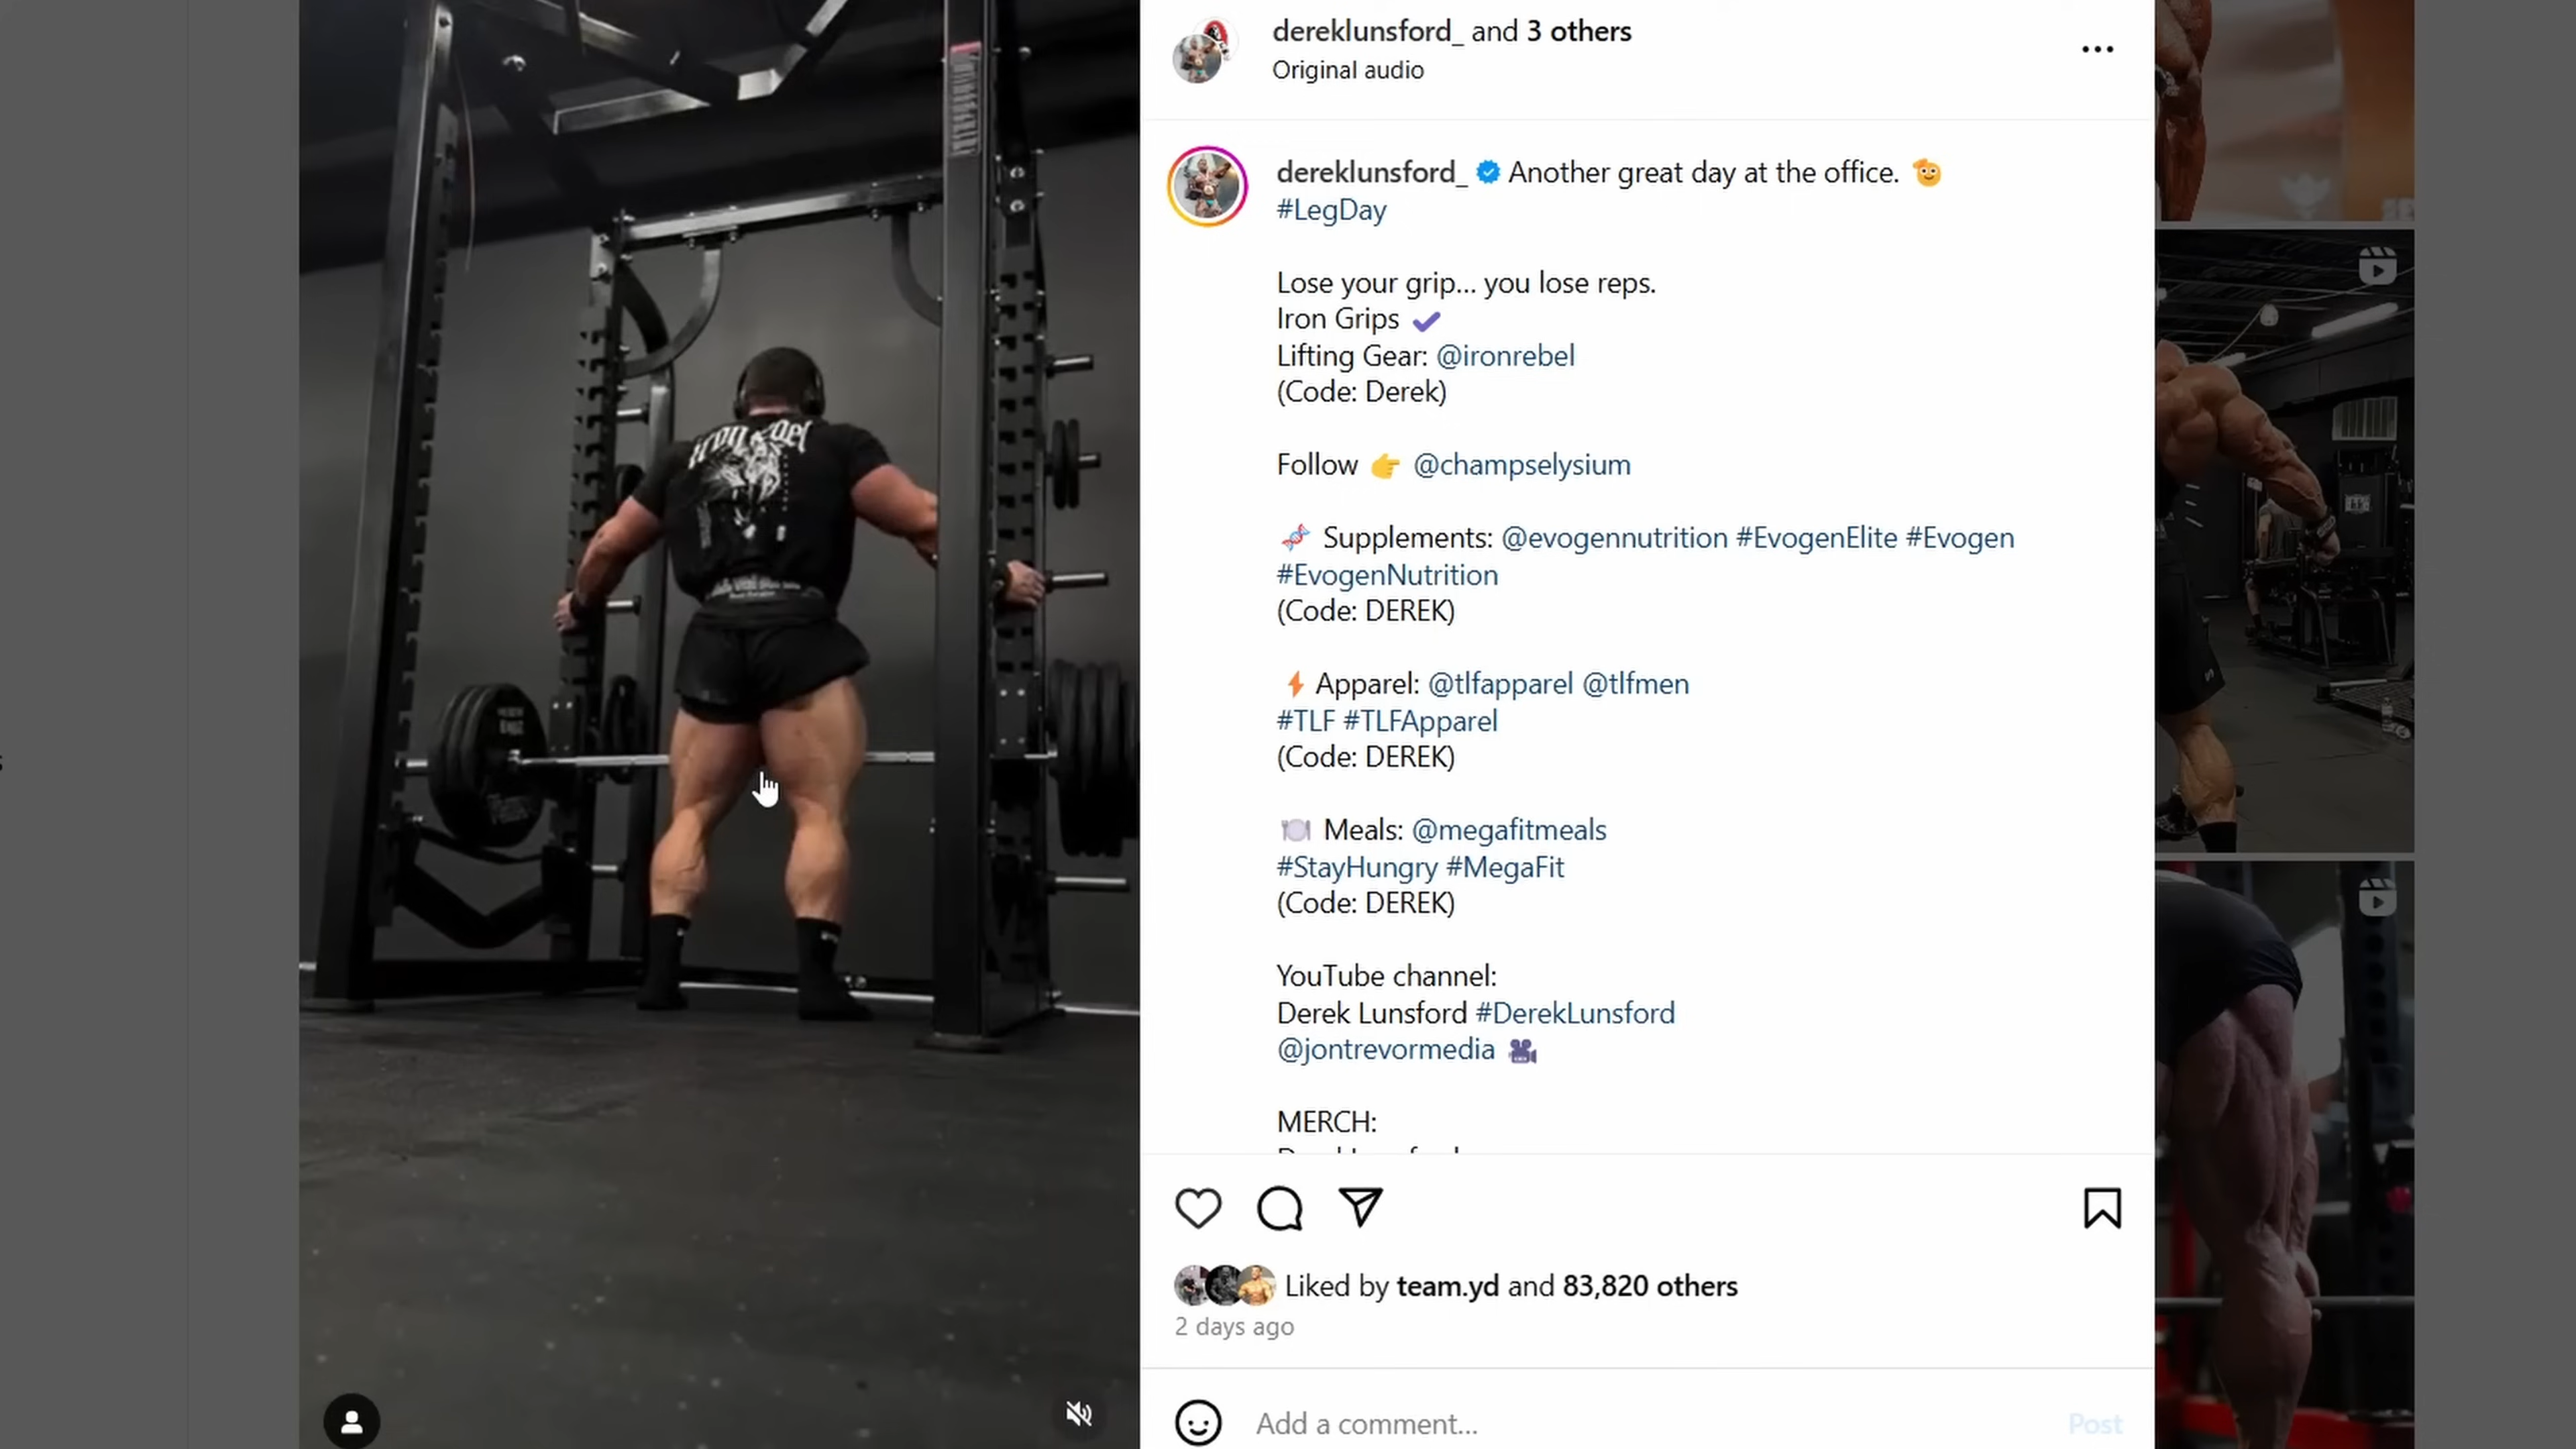 dereklunsford_ and 3 others
Original audio
dereklunsford_ Another great day at the office.
#LegDay
Lose your grip... you lose reps.
Iron Grips
Lifting Gear: @ironrebel
(Code: Derek)
Follow @champselysium
Supplements: @evogennutrition #EvogenElite #Evogen
#EvogenNutrition
(Code: DEREK)
Apparel: @tlfapparel @tlfmen
#TLF #TLFApparel
(Code: DEREK)
Meals: @megafitmeals
#StayHungry #MegaFit
(Code: DEREK)
YouTube channel:
Derek Lunsford #DerekLunsford
@jontrevormedia
MERCH:
Liked by team.yd and 83,820 others
2 days ago
Add a comment...
Post